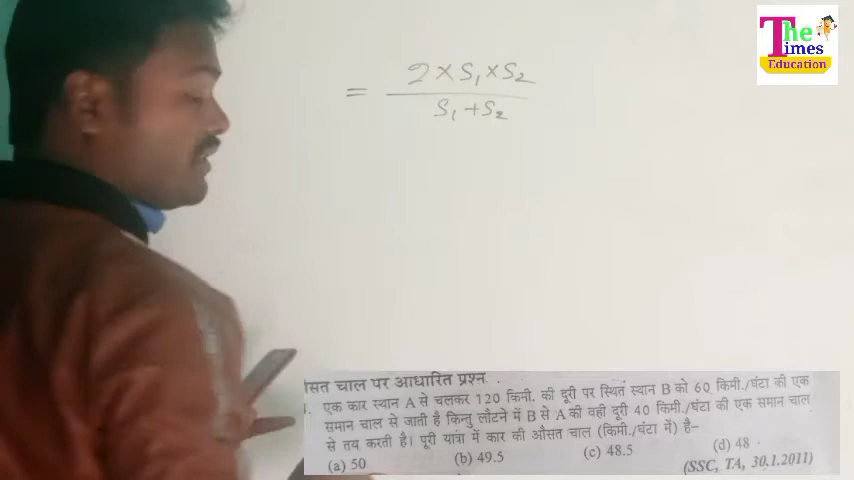 The
Times
Education
= 2 × S₁ × S₂
S₁ + S₂
सत चाल पर आधारित प्रश्न
एक कार स्थान A से चलकर 120 किमी. की दूरी पर स्थित स्थान B को 60 किमी./घंटा की एक
समान चाल से जाती है किन्तु लौटने में B से A की वही दूरी 40 किमी./घंटा की एक समान चाल
से तय करती है। पूरी यात्रा में कार की औसत चाल (किमी./घंटा में) है–
(a) 50 (b) 49.5 (c) 48.5 (d) 48
(SSC, TA, 30.1.2011)